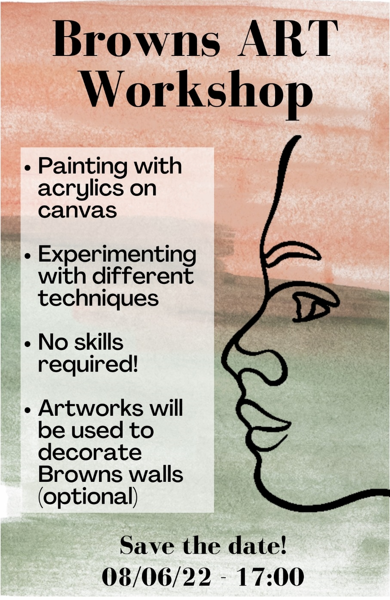 Browns ART
Workshop
• Painting with
acrylics on
canvas
• Experimenting
with different
techniques
• No skills
required!
• Artworks will
be used to
decorate
Browns walls
(optional)
Save the date!
08/06/22 - 17:00